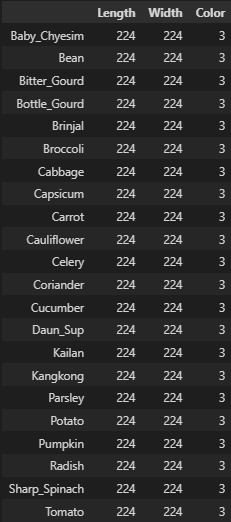 Length Width Color
Baby_Chyesim 224 224 3
Bean 224 224 3
Bitter_Gourd 224 224 3
Bottle_Gourd 224 224 3
Brinjal 224 224 3
Broccoli 224 224 3
Cabbage 224 224 3
Capsicum 224 224 3
Carrot 224 224 3
Cauliflower 224 224 3
Celery 224 224 3
Coriander 224 224 3
Cucumber 224 224 3
Daun_Sup 224 224 3
Kailan 224 224 3
Kangkong 224 224 3
Parsley 224 224 3
Potato 224 224 3
Pumpkin 224 224 3
Radish 224 224 3
Sharp_Spinach 224 224 3
Tomato 224 224 3